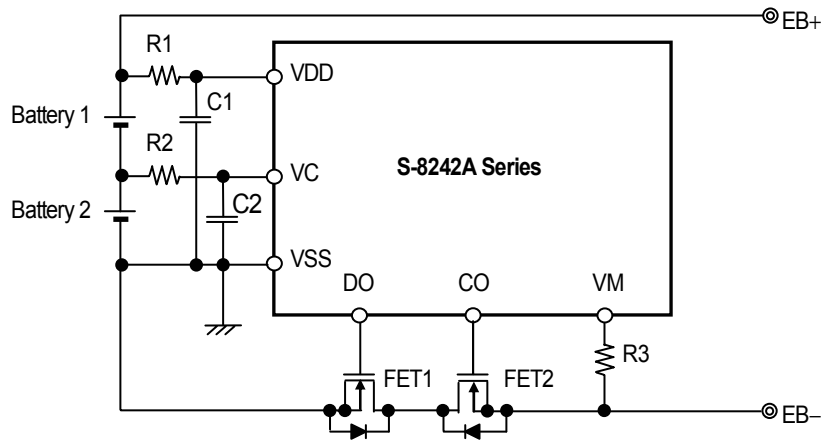 EB+
R1
VDD
C1
Battery 1
R2
S-8242A Series
VC
C2
Battery 2
VSS
DO
CO
VM
R3
FET1
FET2
EB−